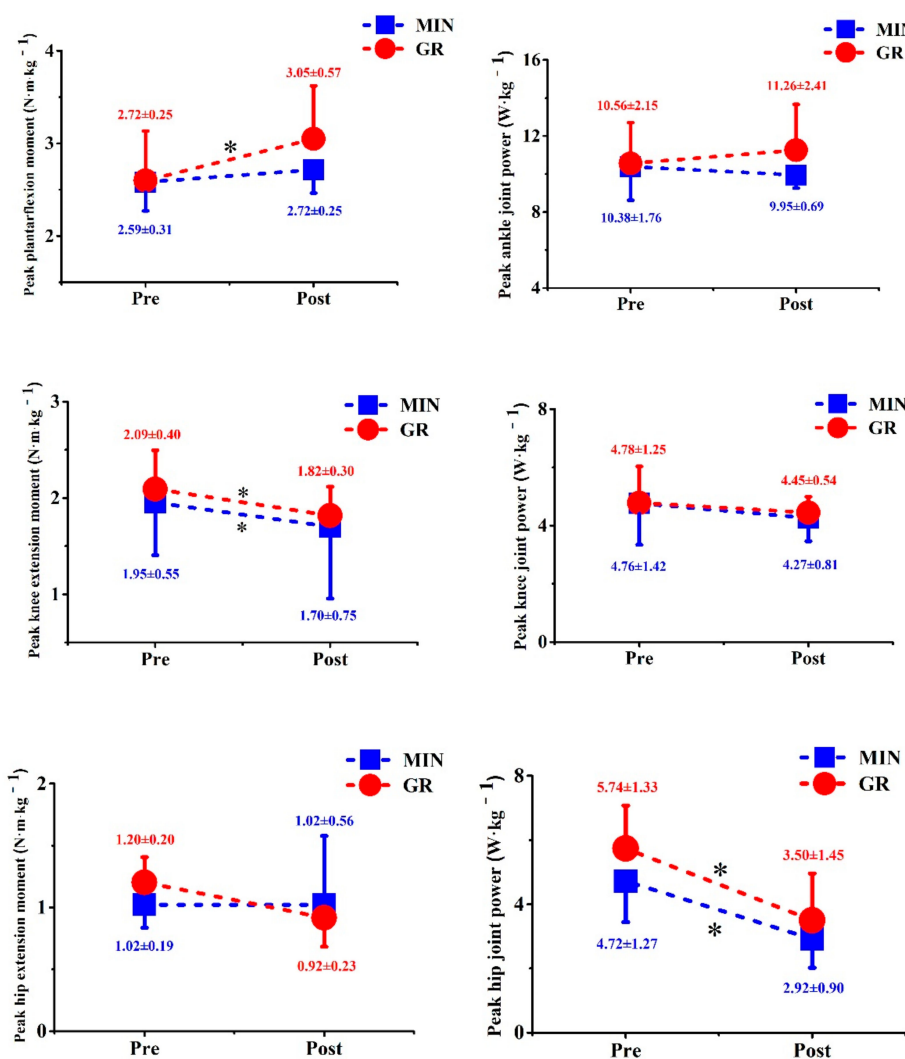 MIN
GR
Peak plantarflexion moment (N·m·kg⁻¹)
4
3
2
2.72±0.25
3.05±0.57
*
2.59±0.31
2.72±0.25
Pre
Post
MIN
GR
Peak ankle joint power (W·kg⁻¹)
16
12
8
4
10.56±2.15
11.26±2.41
10.38±1.76
9.95±0.69
Pre
Post
MIN
GR
Peak knee extension moment (N·m·kg⁻¹)
3
2
1
2.09±0.40
1.82±0.30
*
*
1.95±0.55
1.70±0.75
Pre
Post
MIN
GR
Peak knee joint power (W·kg⁻¹)
8
4
0
4.78±1.25
4.45±0.54
4.76±1.42
4.27±0.81
Pre
Post
MIN
GR
Peak hip extension moment (N·m·kg⁻¹)
2
1
0
1.20±0.20
1.02±0.56
1.02±0.19
0.92±0.23
Pre
Post
MIN
GR
Peak hip joint power (W·kg⁻¹)
8
4
0
5.74±1.33
3.50±1.45
*
*
4.72±1.27
2.92±0.90
Pre
Post